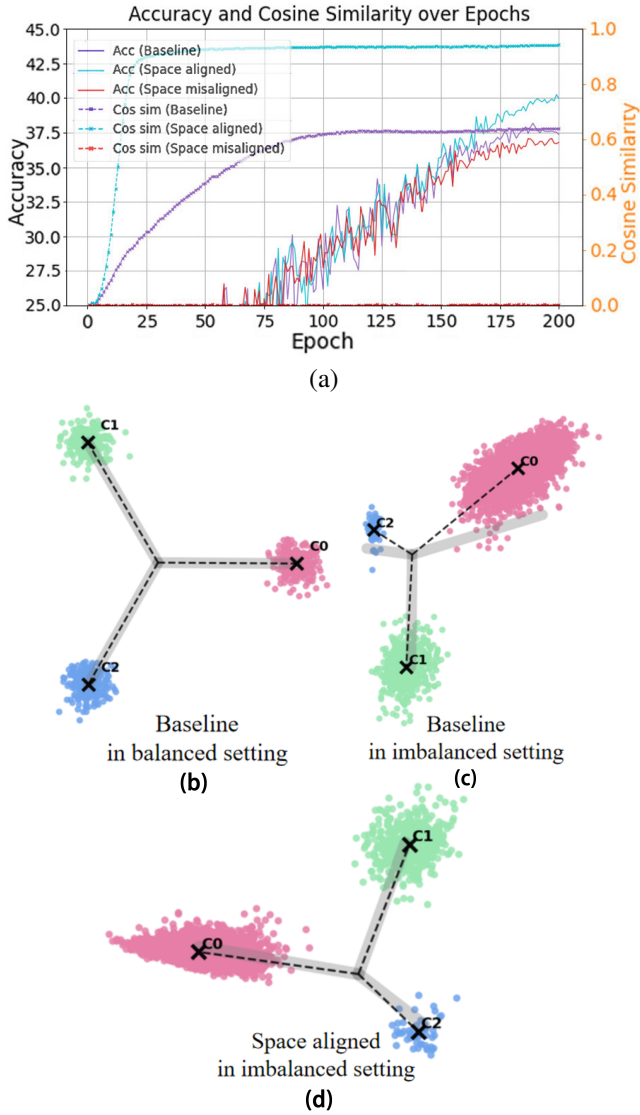 Accuracy and Cosine Similarity over Epochs
45.0
42.5
40.0
37.5
35.0
32.5
30.0
27.5
25.0
Accuracy
Acc (Baseline)
Acc (Space aligned)
Acc (Space misaligned)
Cos sim (Baseline)
Cos sim (Space aligned)
Cos sim (Space misaligned)
1.0
0.8
0.6
0.4
0.2
0.0
Cosine Similarity
0 25 50 75 100 125 150 175 200
Epoch
(a)
C1
C0
C2
Baseline
in balanced setting
(b)
C0
C2
C1
Baseline
in imbalanced setting
(c)
C1
C0
C2
Space aligned
in imbalanced setting
(d)